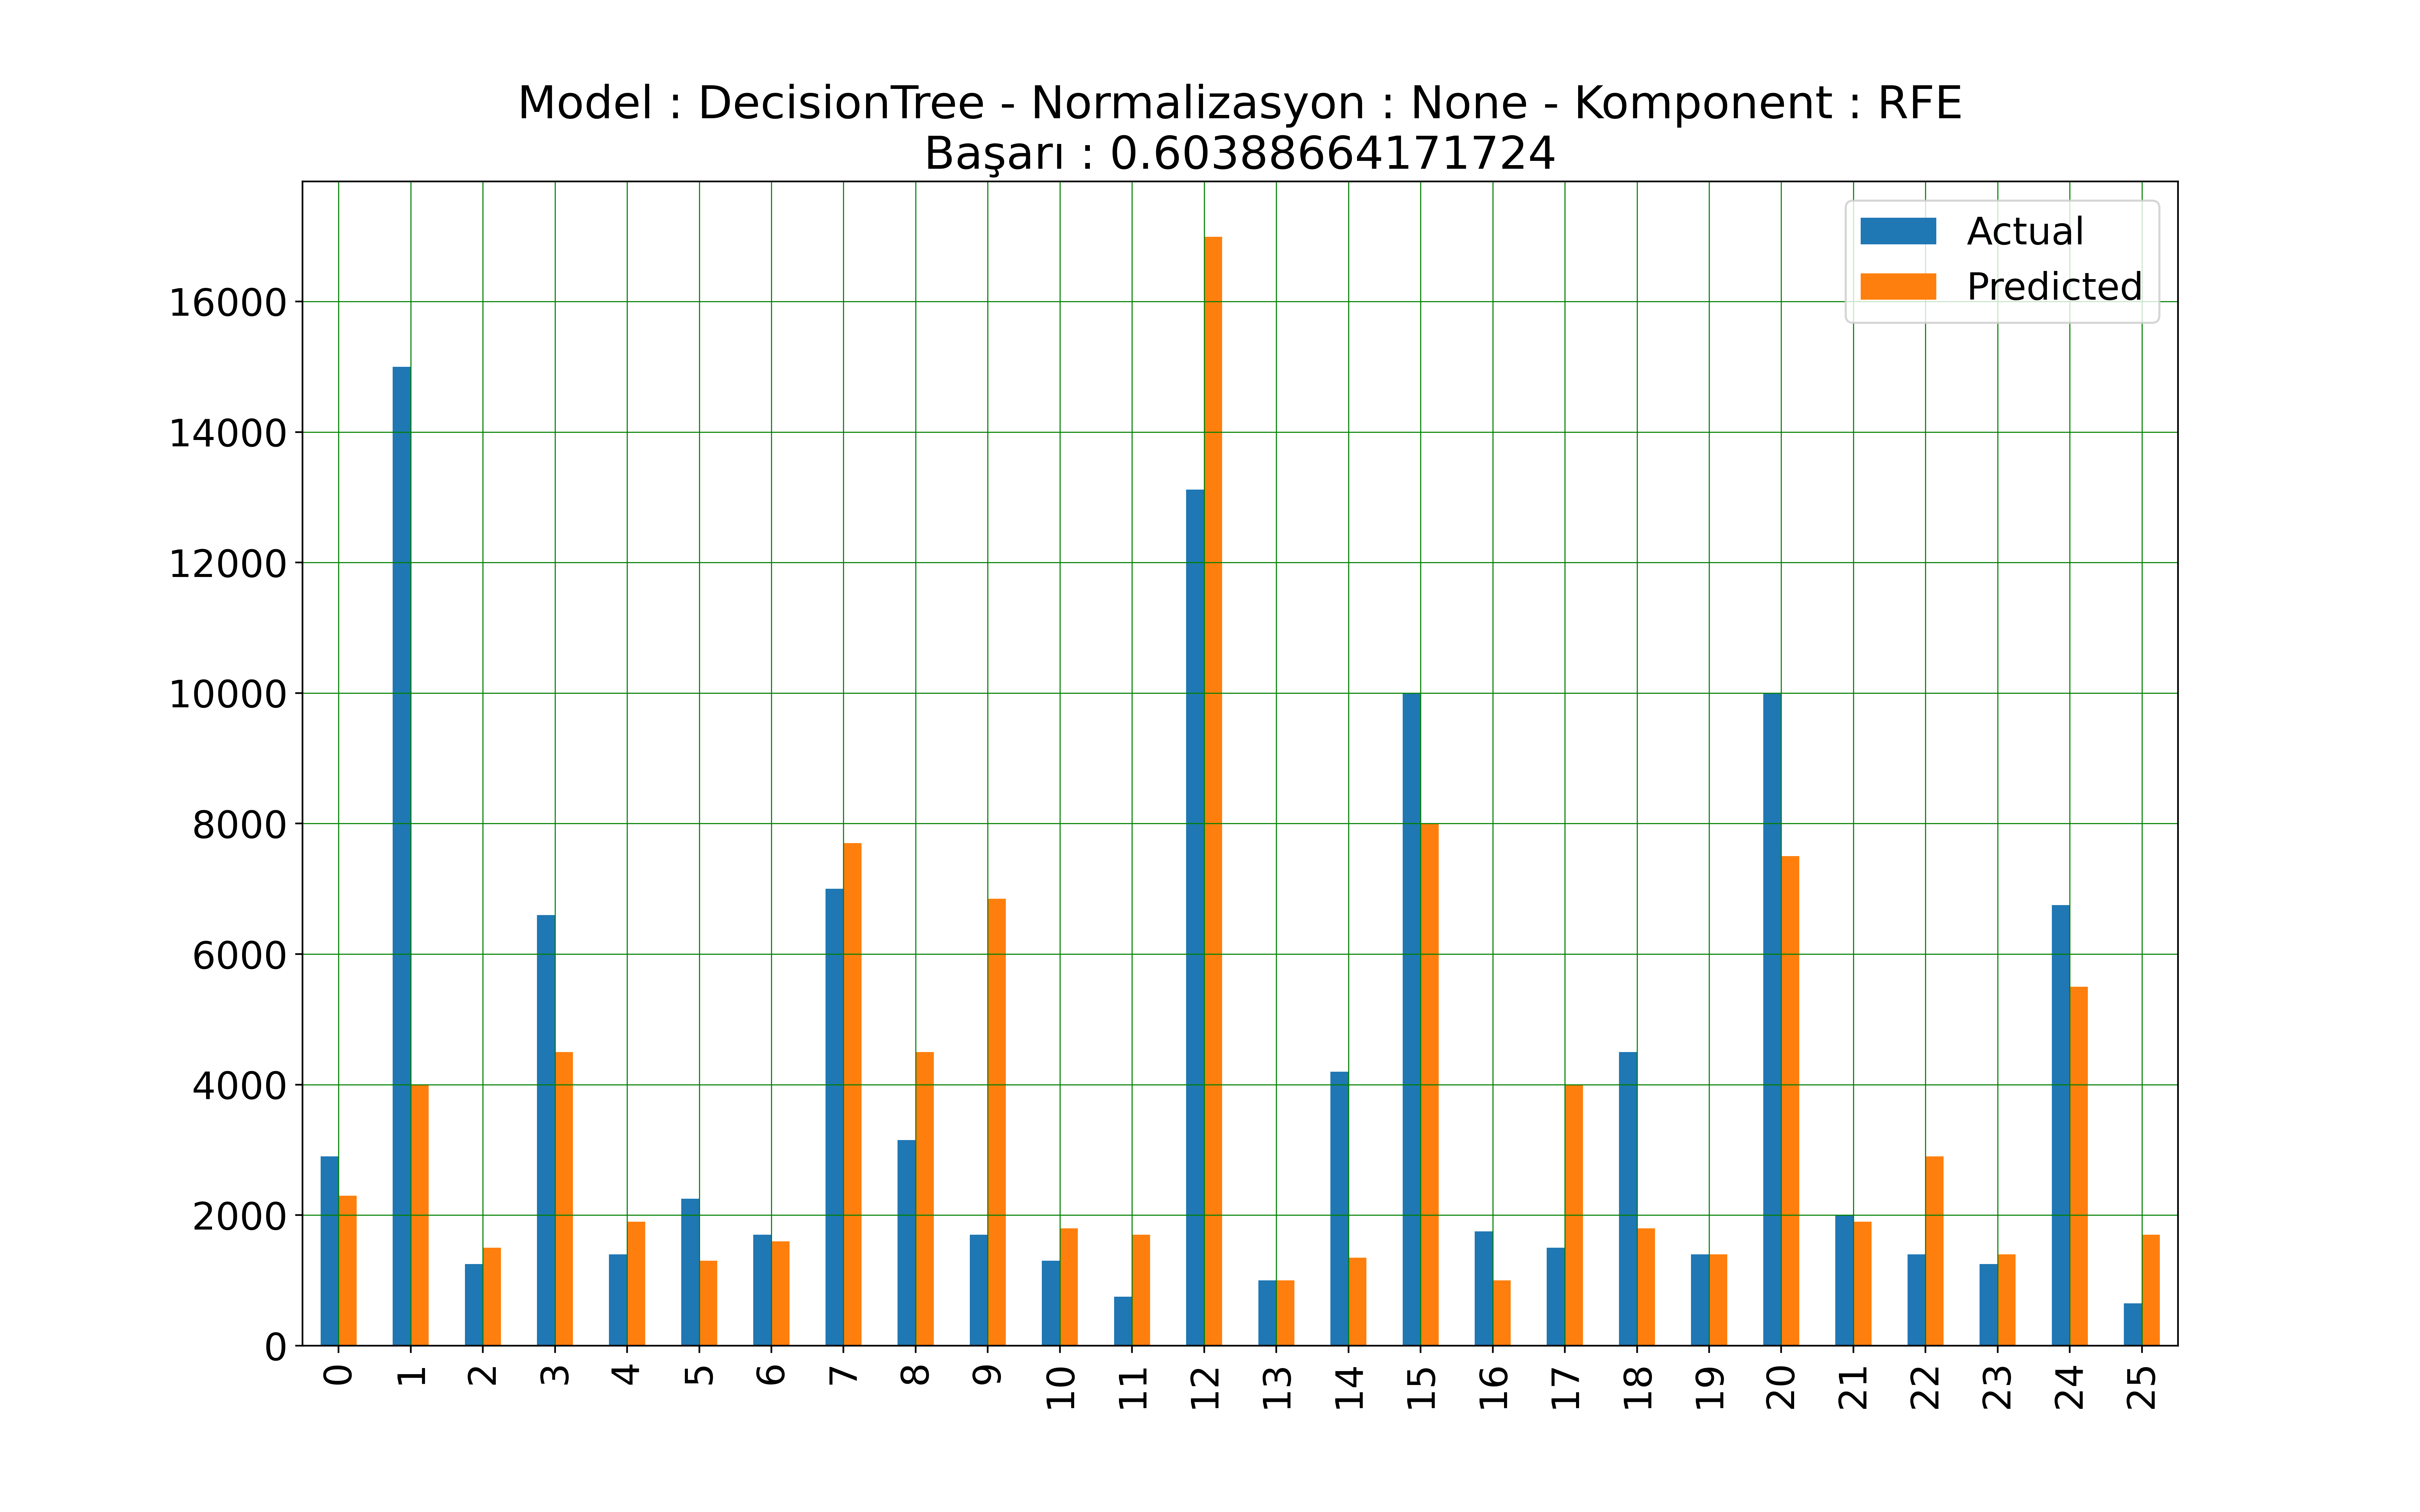 Model : DecisionTree - Normalizasyon : None - Komponent : RFE
Başarı : 0.60388664171724
Actual
Predicted
16000
14000
12000
10000
8000
6000
4000
2000
0
0 1 2 3 4 5 6 7 8 9 10 11 12 13 14 15 16 17 18 19 20 21 22 23 24 25